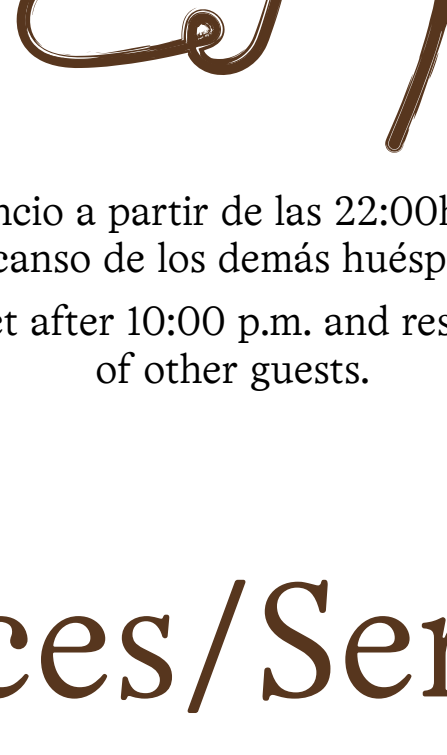 ncio a partir de las 22:00h
canso de los demás huésp
et after 10:00 p.m. and res
of other guests.
ces/Ser